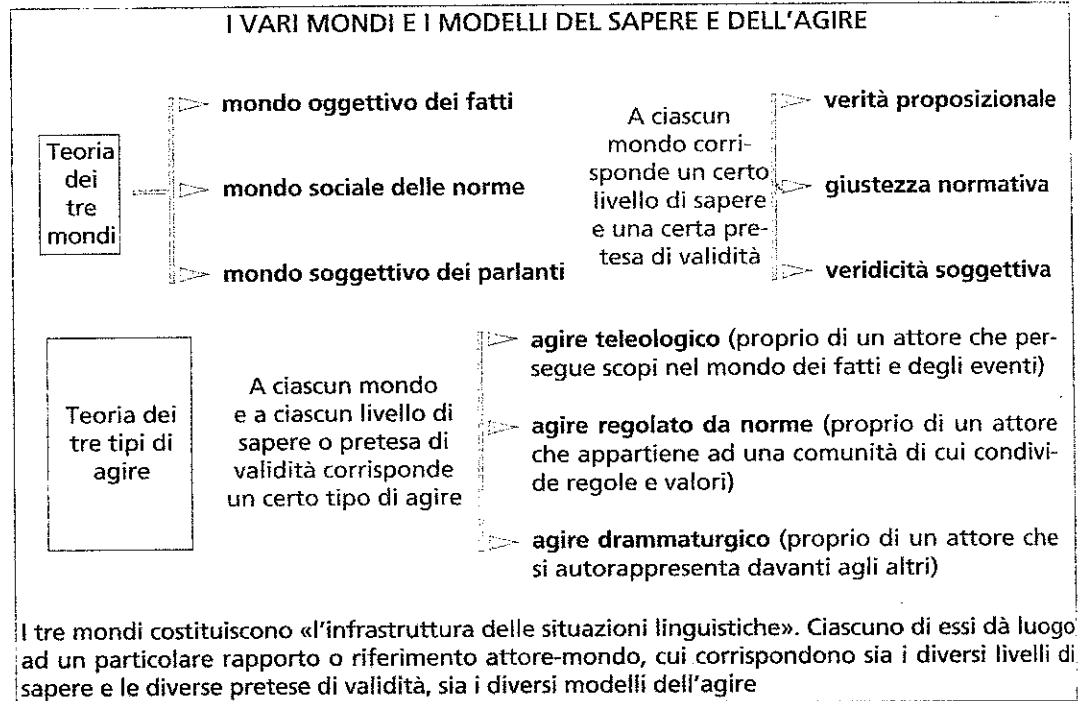 I VARI MONDI E I MODELLI DEL SAPERE E DELL'AGIRE
Teoria
dei
tre
mondi
mondo oggettivo dei fatti
mondo sociale delle norme
mondo soggettivo dei parlanti
A ciascun
mondo corri-
sponde un certo
livello di sapere
e una certa pre-
tesa di validità
verità proposizionale
giustezza normativa
veridicità soggettiva
Teoria dei
tre tipi di
agire
A ciascun mondo
e a ciascun livello di
sapere o pretesa di
validità corrisponde
un certo tipo di agire
agire teleologico (proprio di un attore che per-
segue scopi nel mondo dei fatti e degli eventi)
agire regolato da norme (proprio di un attore
che appartiene ad una comunità di cui condivi-
de regole e valori)
agire drammaturgico (proprio di un attore che
si autorappresenta davanti agli altri)
I tre mondi costituiscono «l'infrastruttura delle situazioni linguistiche». Ciascuno di essi dà luogo
ad un particolare rapporto o riferimento attore-mondo, cui corrispondono sia i diversi livelli di
sapere e le diverse pretese di validità, sia i diversi modelli dell'agire